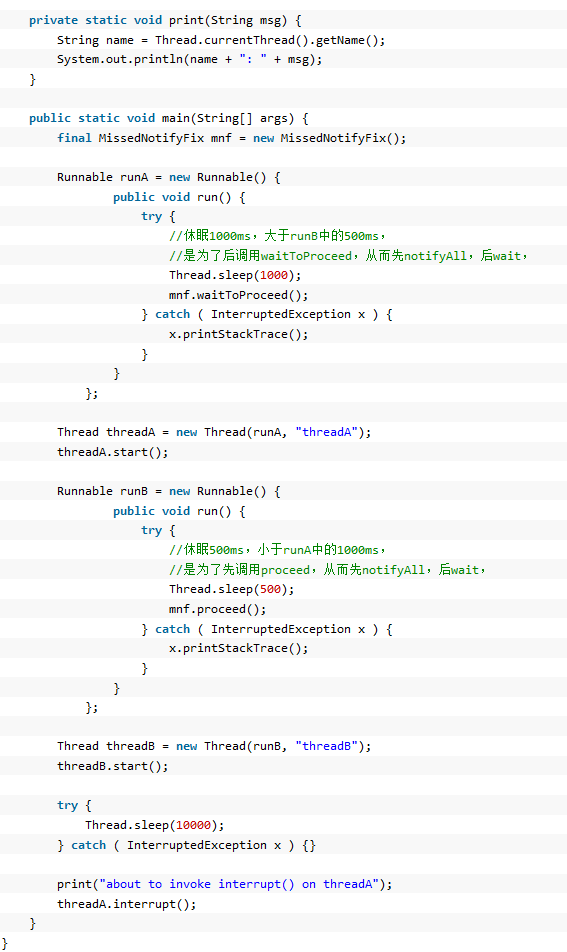 private static void print(String msg) {
String name = Thread.currentThread().getName();
System.out.println(name + ": " + msg);
}
public static void main(String[] args) {
final MissedNotifyFix mnf = new MissedNotifyFix();
Runnable runA = new Runnable() {
public void run() {
try {
//休眠1000ms，大于runB中的500ms，
//是为了后调用waitToProceed，从而先notifyAll，后wait，
Thread.sleep(1000);
mnf.waitToProceed();
} catch ( InterruptedException x ) {
x.printStackTrace();
}
}
};
Thread threadA = new Thread(runA, "threadA");
threadA.start();
Runnable runB = new Runnable() {
public void run() {
try {
//休眠500ms，小于runA中的1000ms，
//是为了先调用proceed，从而先notifyAll，后wait，
Thread.sleep(500);
mnf.proceed();
} catch ( InterruptedException x ) {
x.printStackTrace();
}
}
};
Thread threadB = new Thread(runB, "threadB");
threadB.start();
try {
Thread.sleep(10000);
} catch ( InterruptedException x ) {}
print("about to invoke interrupt() on threadA");
threadA.interrupt();
}
}